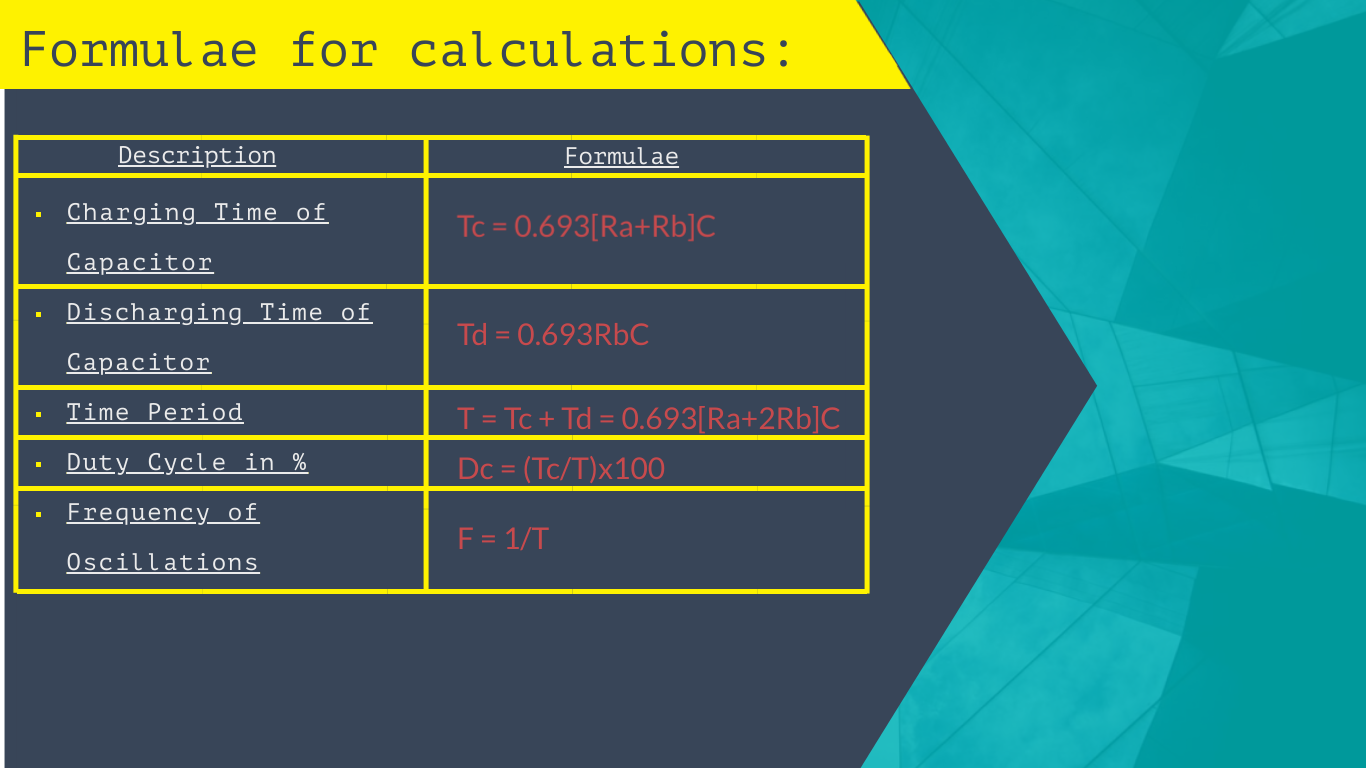 Formulae for calculations:
Description
Formulae
▪ Charging Time of
Capacitor
Tc = 0.693[Ra+Rb]C
▪ Discharging Time of
Capacitor
Td = 0.693RbC
▪ Time Period
T = Tc + Td = 0.693[Ra+2Rb]C
▪ Duty Cycle in %
Dc = (Tc/T)x100
▪ Frequency of
Oscillations
F = 1/T